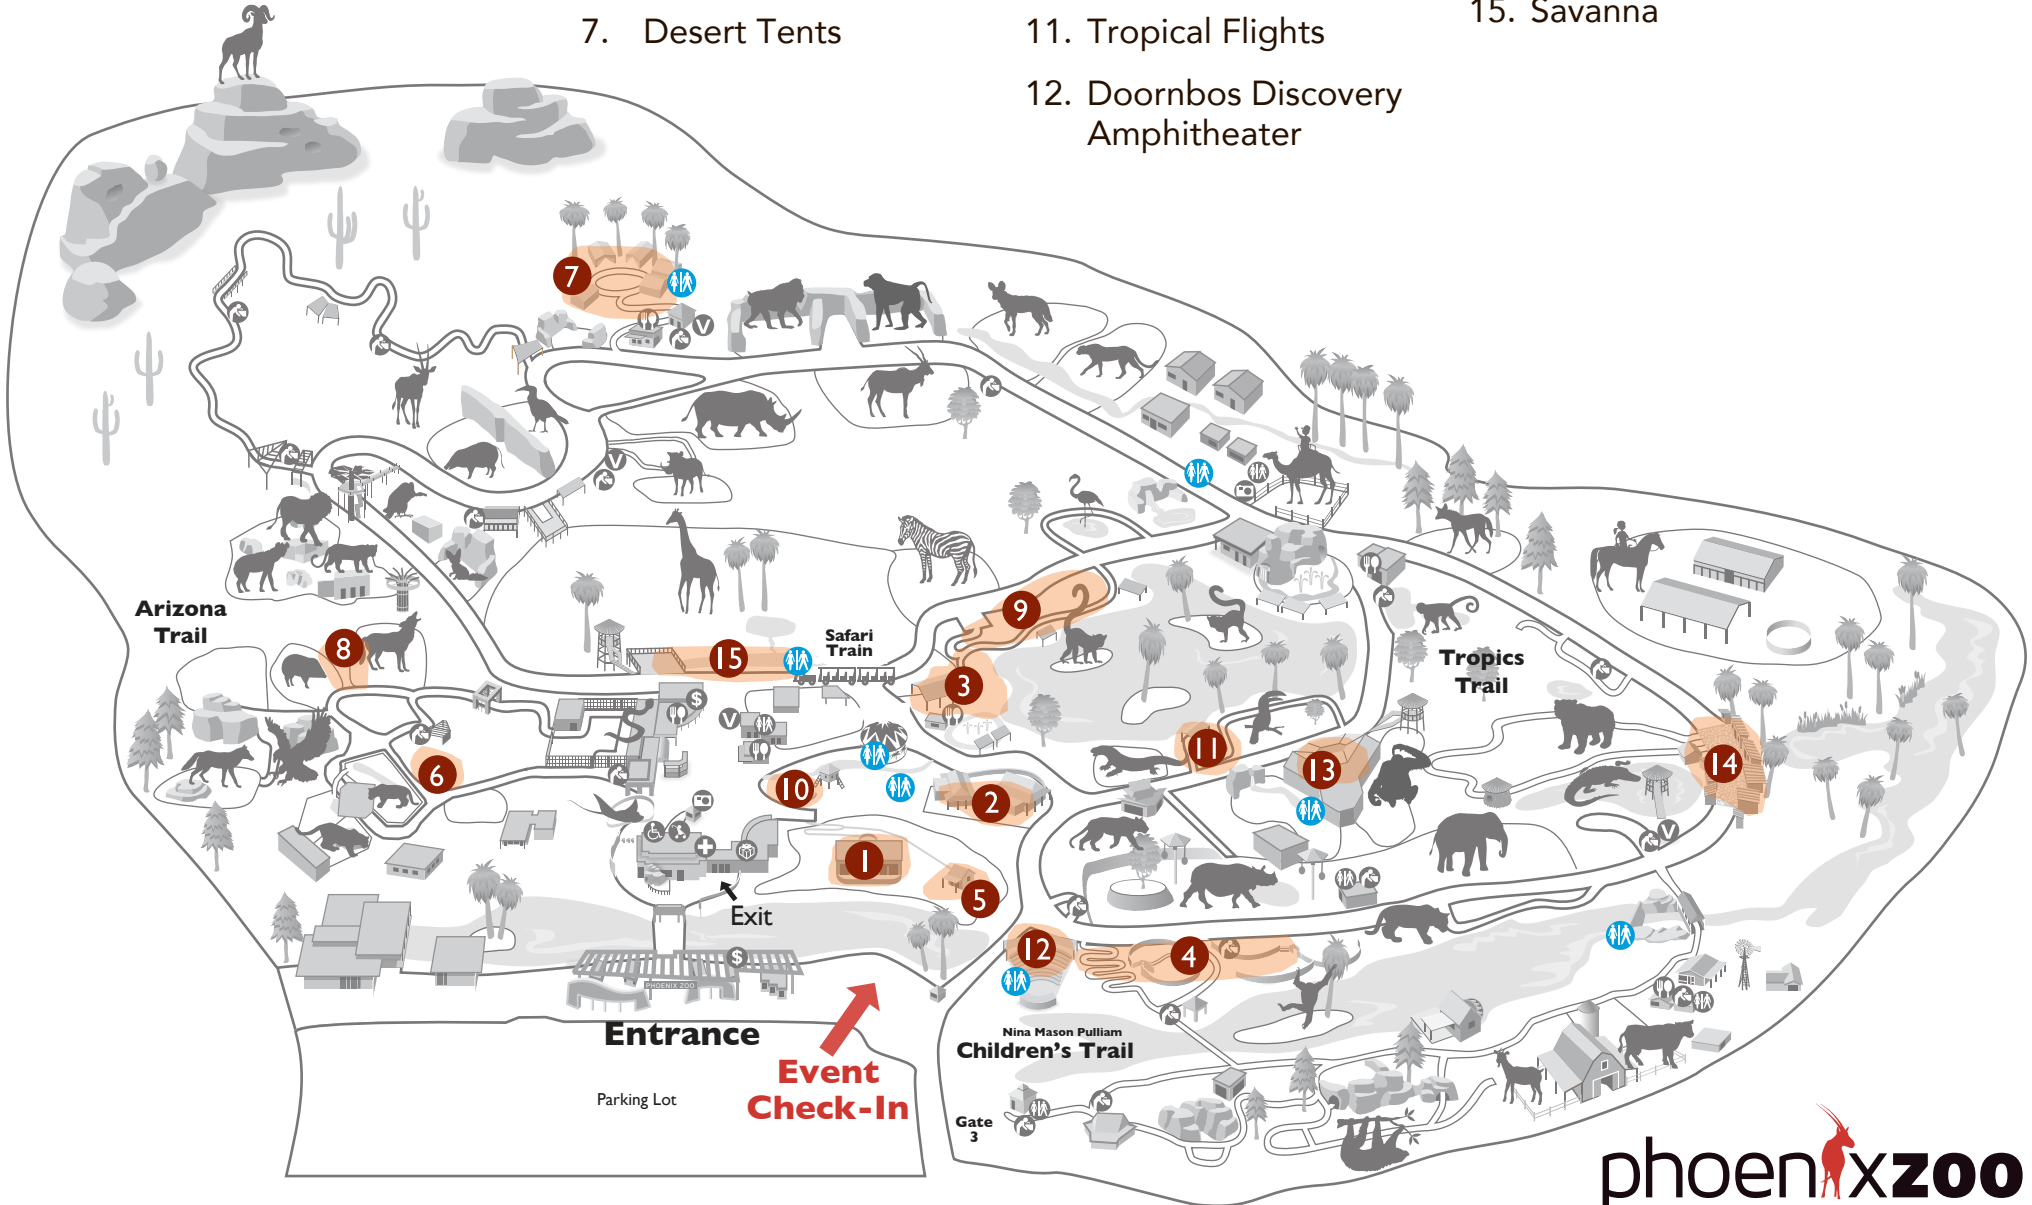 7. Desert Tents
11. Tropical Flights
12. Doornbos Discovery
Amphitheater
15. Savanna
7
V
V
Arizona
Trail
8
15
Safari
Train
9
3
$
V
Tropics
Trail
6
10
2
11
13
14
V
1
5
Exit
$
PHOENIX ZOO
12
4
Entrance
Event
Check-In
Parking Lot
Nina Mason Pulliam
Children's Trail
Gate
3
phoenixzoo